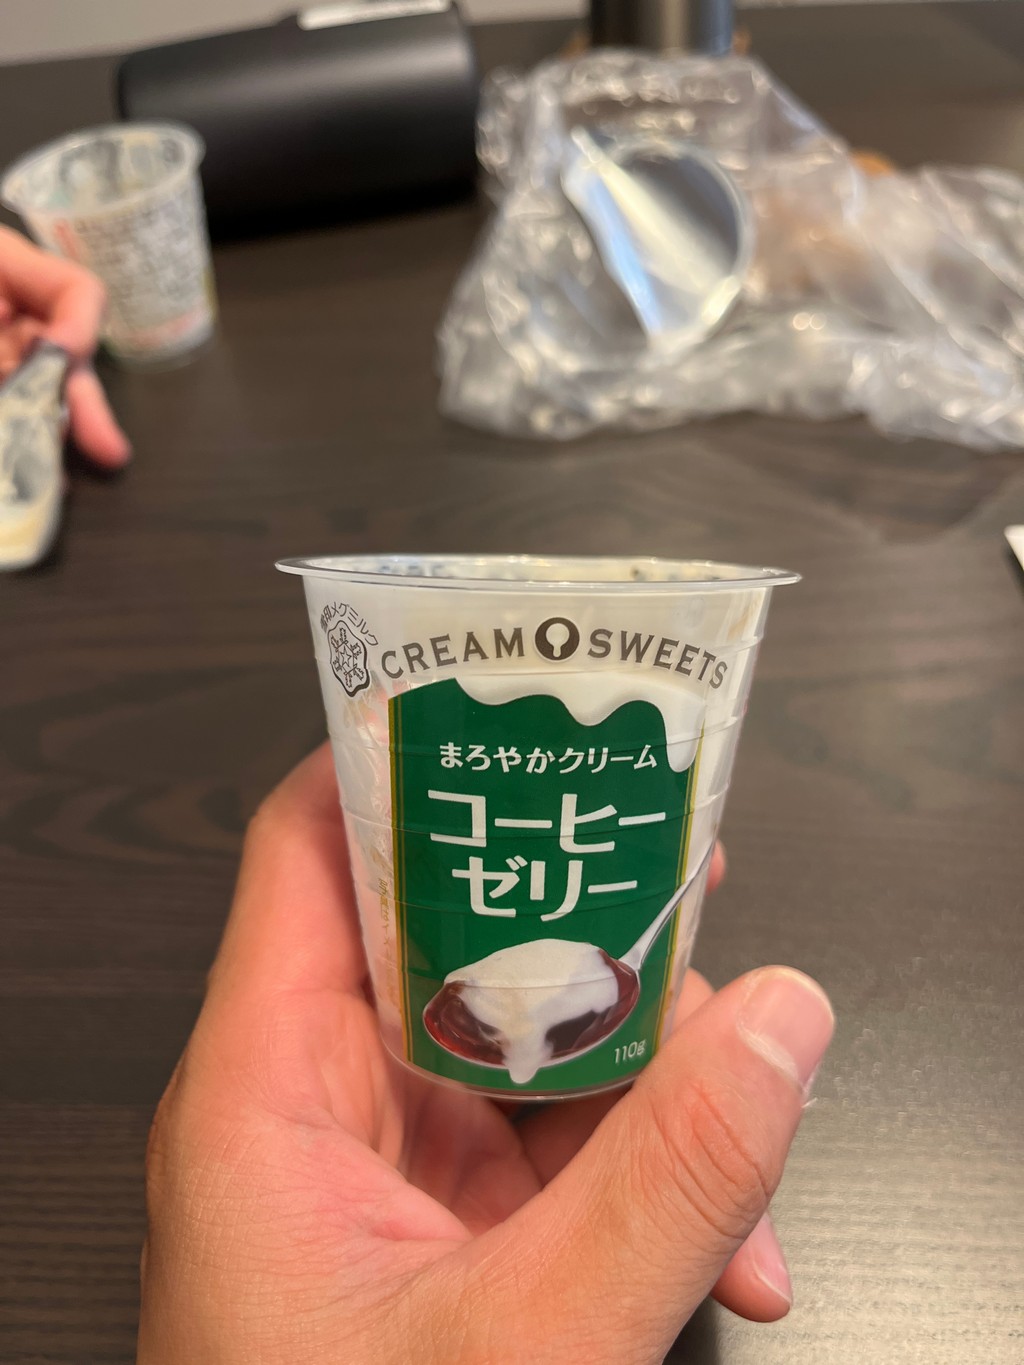 雪印メグミルク
CREAM SWEETS
まろやかクリーム
コーヒー
ゼリー
110g